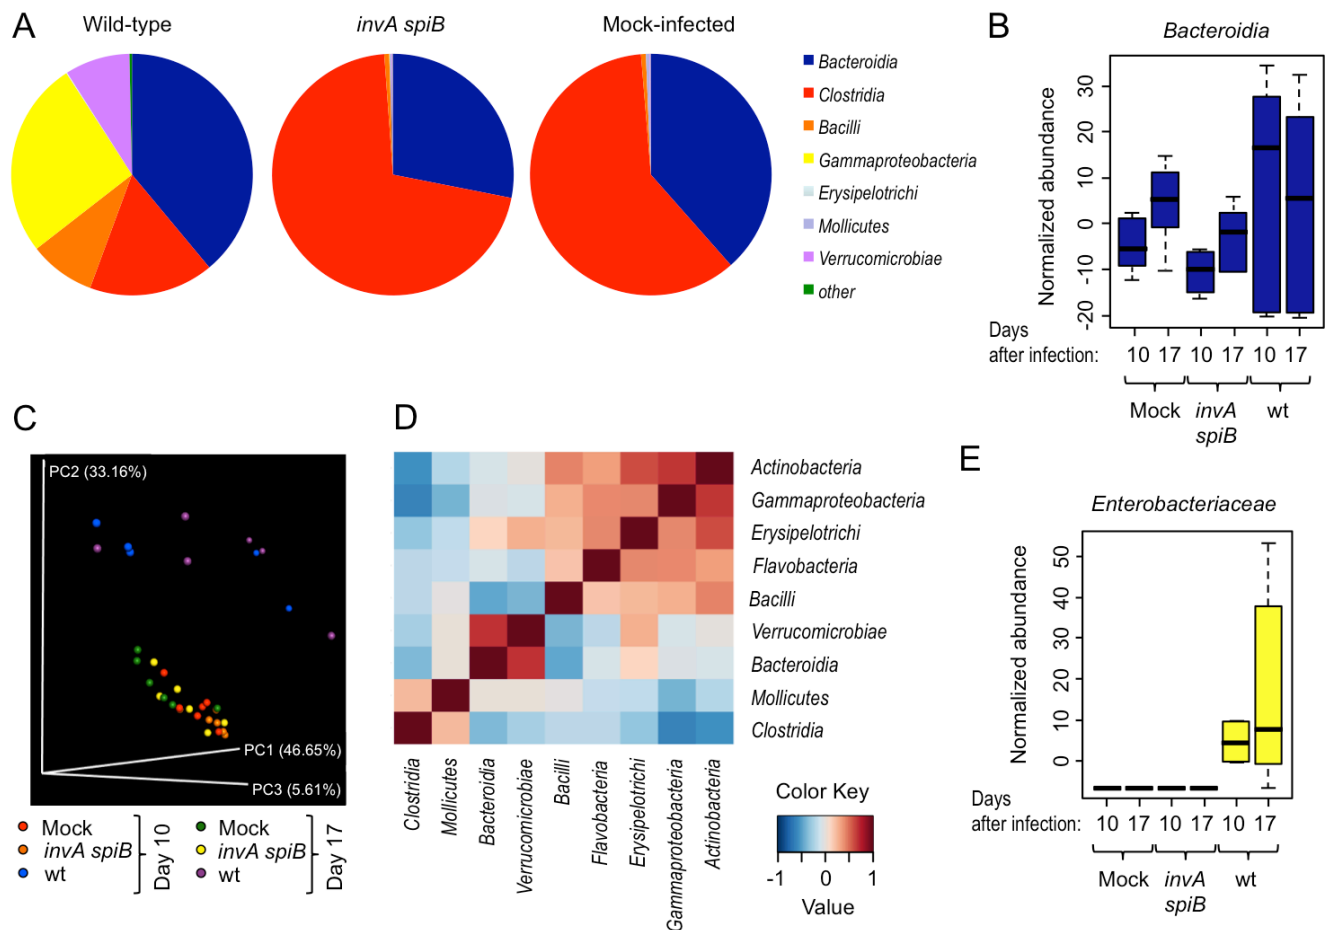 A
Wild-type
invA spiB
Mock-infected
Bacteroidia
Clostridia
Bacilli
Gammaproteobacteria
Erysipelotrichi
Mollicutes
Verrucomicrobiae
other
B
Bacteroidia
Normalized abundance
30
20
10
0
-10
-20
Days
after infection:
10 17 10 17 10 17
Mock invA wt
spiB
C
PC2 (33.16%)
PC1 (46.65%)
PC3 (5.61%)
Mock
invA spiB
wt
Day 10
Mock
invA spiB
wt
Day 17
D
Actinobacteria
Gammaproteobacteria
Erysipelotrichi
Flavobacteria
Bacilli
Verrucomicrobiae
Bacteroidia
Mollicutes
Clostridia
Clostridia
Mollicutes
Bacteroidia
Verrucomicrobiae
Bacilli
Flavobacteria
Erysipelotrichi
Gammaproteobacteria
Actinobacteria
Color Key
-1 0 1
Value
E
Enterobacteriaceae
Normalized abundance
50
40
30
50
10
0
Days
after infection:
10 17 10 17 10 17
Mock invA wt
spiB